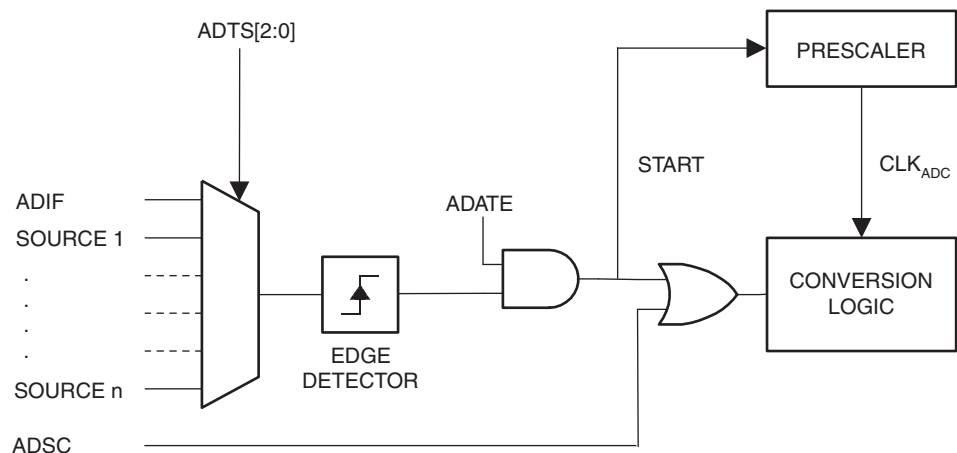 ADTS[2:0]
PRESCALER
START
CLKADC
ADIF
ADATE
SOURCE 1
.
.
.
.
CONVERSION
LOGIC
EDGE
DETECTOR
SOURCE n
ADSC